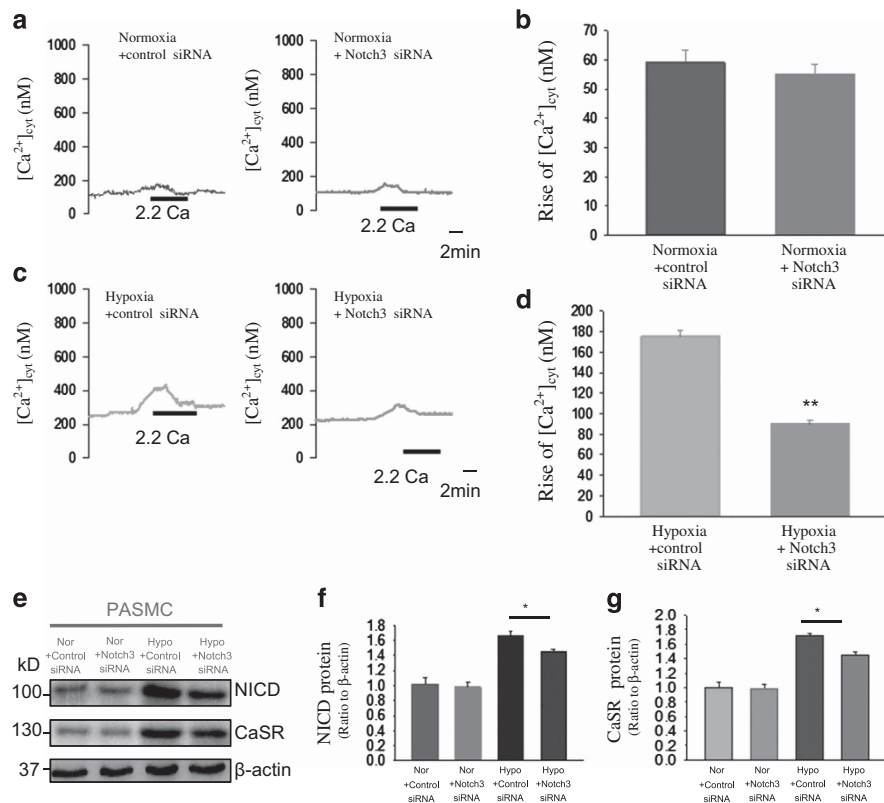 a
Normoxia
+control siRNA
[Ca2+]cyt (nM)
1000
800
600
400
200
0
2.2 Ca
Normoxia
+ Notch3 siRNA
[Ca2+]cyt (nM)
1000
800
600
400
200
0
2.2 Ca
2min
b
Rise of [Ca2+]cyt (nM)
70
60
50
40
30
20
10
0
Normoxia
+control
siRNA
Normoxia
+ Notch3
siRNA
c
Hypoxia
+control siRNA
[Ca2+]cyt (nM)
1000
800
600
400
200
0
2.2 Ca
Hypoxia
+ Notch3 siRNA
[Ca2+]cyt (nM)
1000
800
600
400
200
0
2.2 Ca
2min
d
Rise of [Ca2+]cyt (nM)
200
180
160
140
120
100
80
60
40
20
0
**
Hypoxia
+control
siRNA
Hypoxia
+ Notch3
siRNA
e
PASMC
Nor
+Control
siRNA
Nor
+Notch3
siRNA
Hypo
+Control
siRNA
Hypo
+Notch3
siRNA
kD
100
NICD
130
CaSR
37
β-actin
f
NICD protein
(Ratio to β-actin)
1.8
1.6
1.4
1.2
1.0
0.8
0.6
0.4
0.2
0.0
*
Nor
+Control
siRNA
Nor
+Notch3
siRNA
Hypo
+Control
siRNA
Hypo
+Notch3
siRNA
g
CaSR protein
(Ratio to β-actin)
2.0
1.8
1.6
1.4
1.2
1.0
0.8
0.6
0.4
0.2
0.0
*
Nor
+Control
siRNA
Nor
+Notch3
siRNA
Hypo
+Control
siRNA
Hypo
+Notch3
siRNA